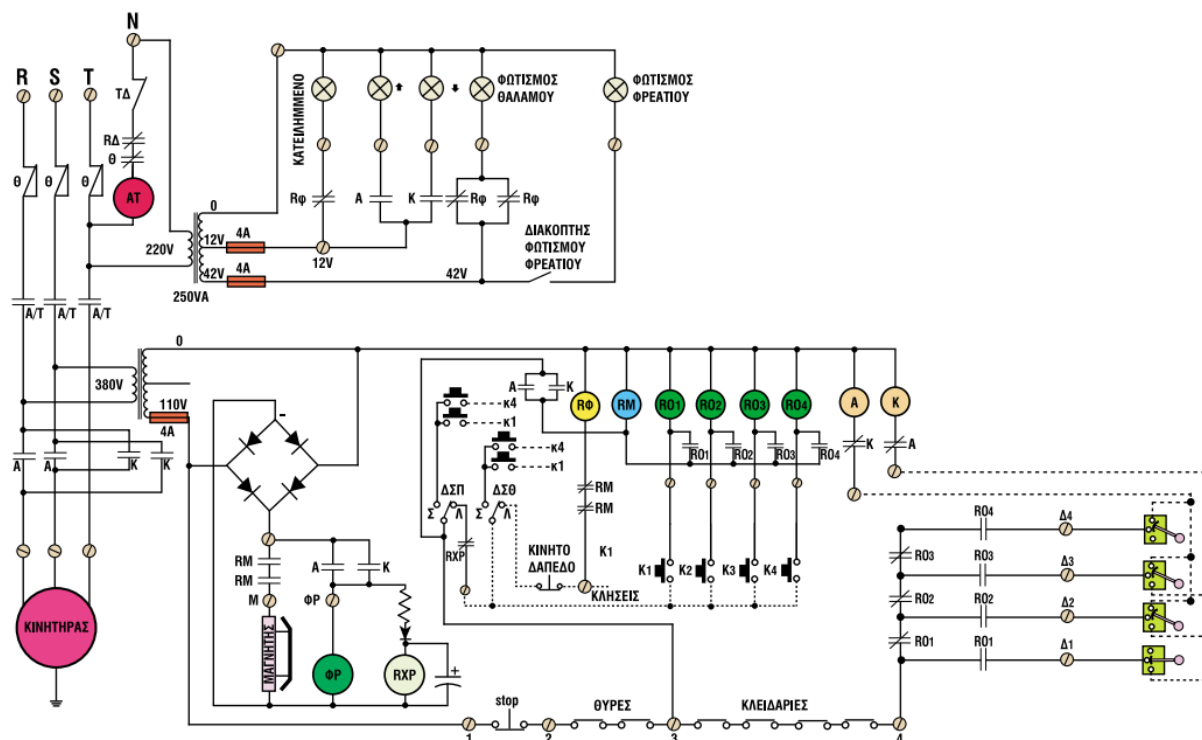 N
R S T
ΤΔ
RΔ
Θ
Θ Θ Θ
ΑΤ
ΚΑΤΕΙΛΗΜΜΕΝΟ
ΦΩΤΙΣΜΟΣ
ΘΑΛΑΜΟΥ
ΦΩΤΙΣΜΟΣ
ΦΡΕΑΤΙΟΥ
Rφ A K Rφ Rφ
0
220V
12V 4A
12V
42V 4A
42V
250VA
ΔΙΑΚΟΠΤΗΣ
ΦΩΤΙΣΜΟΥ
ΦΡΕΑΤΙΟΥ
A/T A/T A/T
0
380V
110V
4A
A A K K
-
A K
κ4
κ1
κ4
κ1
RΦ RM RO1 RO2 RO3 RO4 A K
RO1 RO2 RO3 RO4
K A
RM
RM
ΔΣΠ ΔΣΘ
Σ Λ Σ Λ
RXP
ΚΙΝΗΤΟ
ΔΑΠΕΔΟ
K1
ΚΛΗΣΕΙΣ
K1 K2 K3 K4
RM
RM
A K
M ΦΡ
ΜΑΓΝΗΤΗΣ
ΦΡ
RXP
+
ΚΙΝΗΤΗΡΑΣ
RO4 Δ4
RO3 RO3 Δ3
RO2 RO2 Δ2
RO1 RO1 Δ1
stop ΘΥΡΕΣ ΚΛΕΙΔΑΡΙΕΣ
1 2 3 4